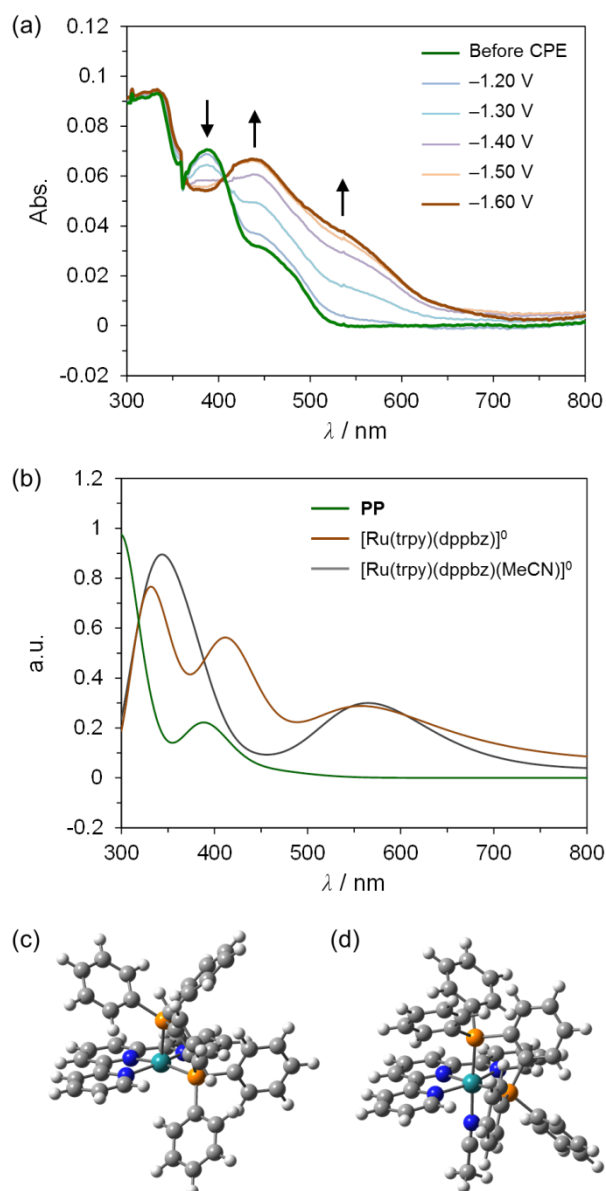 (a)
0.12
0.1
0.08
0.06
0.04
0.02
0
-0.02
Abs.
Before CPE
–1.20 V
–1.30 V
–1.40 V
–1.50 V
–1.60 V
300 400 500 600 700 800
λ / nm
(b)
1.2
1
0.8
0.6
0.4
0.2
0
-0.2
a.u.
PP
[Ru(trpy)(dppbz)]⁰
[Ru(trpy)(dppbz)(MeCN)]⁰
300 400 500 600 700 800
λ / nm
(c) (d)